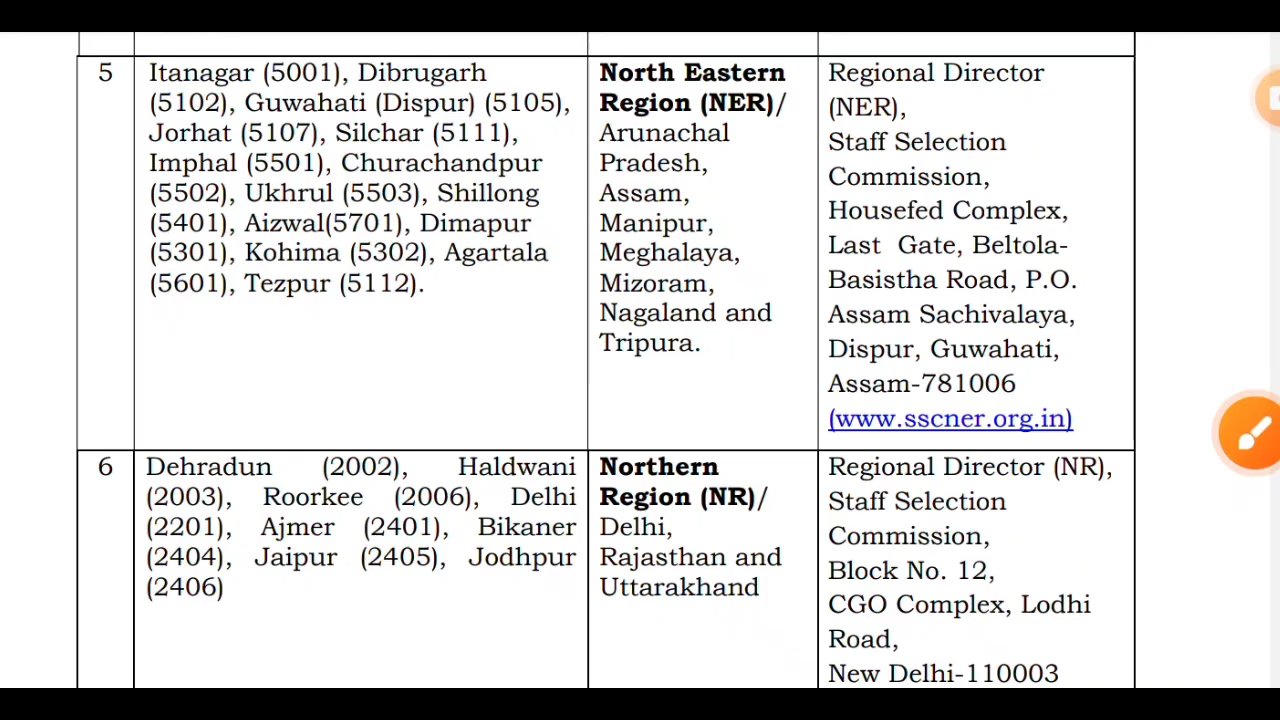 5
Itanagar (5001), Dibrugarh
(5102), Guwahati (Dispur) (5105),
Jorhat (5107), Silchar (5111),
Imphal (5501), Churachandpur
(5502), Ukhrul (5503), Shillong
(5401), Aizwal(5701), Dimapur
(5301), Kohima (5302), Agartala
(5601), Tezpur (5112).
North Eastern
Region (NER)/
Arunachal
Pradesh,
Assam,
Manipur,
Meghalaya,
Mizoram,
Nagaland and
Tripura.
Regional Director
(NER),
Staff Selection
Commission,
Housefed Complex,
Last Gate, Beltola-
Basistha Road, P.O.
Assam Sachivalaya,
Dispur, Guwahati,
Assam-781006
(www.sscner.org.in)
6
Dehradun (2002), Haldwani
(2003), Roorkee (2006), Delhi
(2201), Ajmer (2401), Bikaner
(2404), Jaipur (2405), Jodhpur
(2406)
Northern
Region (NR)/
Delhi,
Rajasthan and
Uttarakhand
Regional Director (NR),
Staff Selection
Commission,
Block No. 12,
CGO Complex, Lodhi
Road,
New Delhi-110003